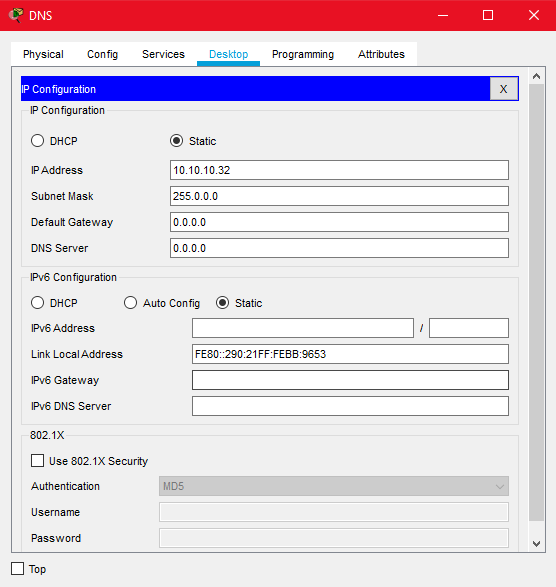 DNS
Physical Config Services Desktop Programming Attributes
IP Configuration X
IP Configuration
DHCP Static
IP Address 10.10.10.32
Subnet Mask 255.0.0.0
Default Gateway 0.0.0.0
DNS Server 0.0.0.0
IPv6 Configuration
DHCP Auto Config Static
IPv6 Address /
Link Local Address FE80::290:21FF:FEBB:9653
IPv6 Gateway
IPv6 DNS Server
802.1X
Use 802.1X Security
Authentication MD5
Username
Password
Top